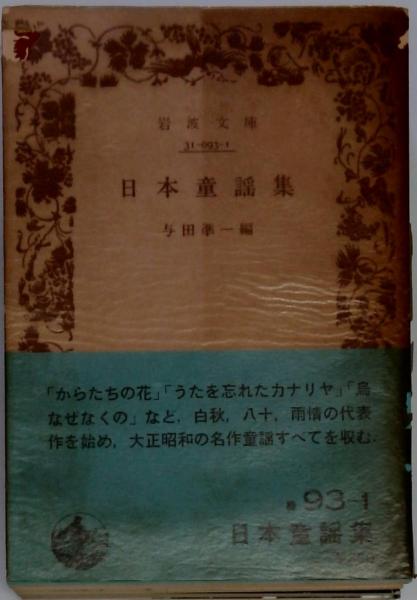 岩波文庫
31-093-1
日本童謡集
与田凖一編
「からたちの花」「うたを忘れたカナリヤ」「烏
なぜなくの」など，白秋，八十，雨情の代表
作を始め，大正昭和の名作童謡すべてを収む.
93-1
日本童謡集